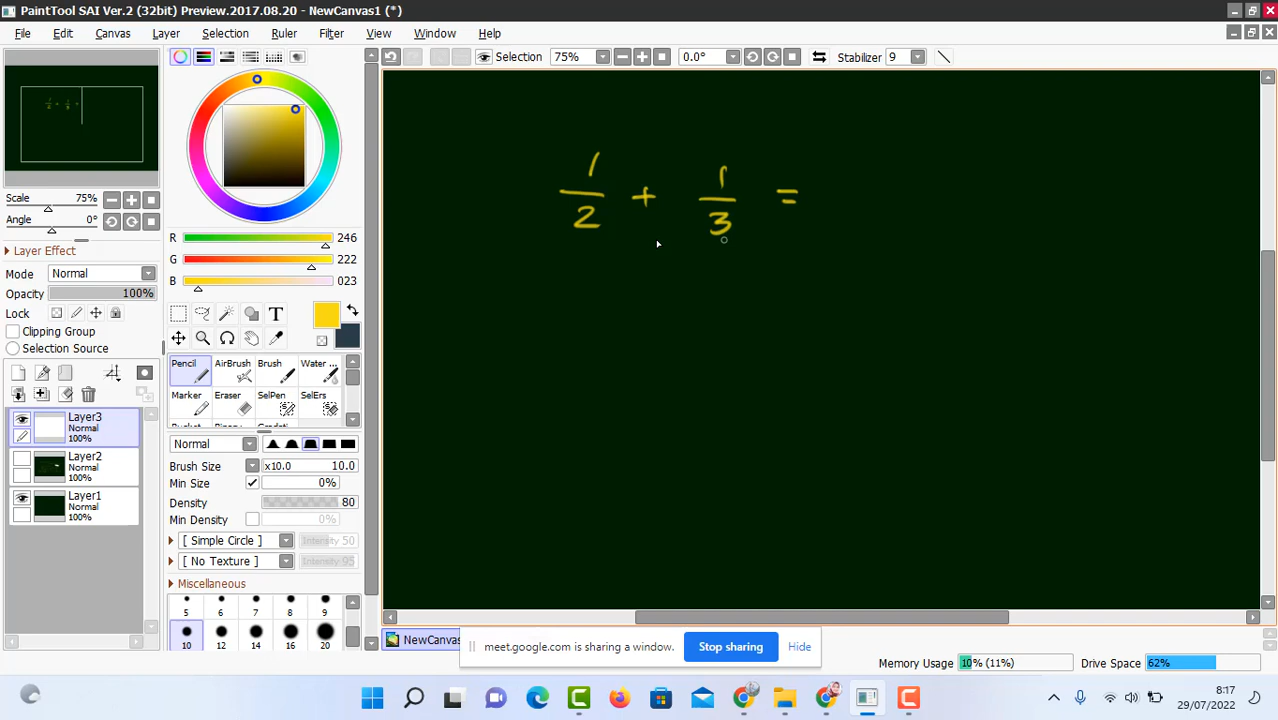 PaintTool SAI Ver.2 (32bit) Preview.2017.08.20 - NewCanvas1 (*)
File Edit Canvas Layer Selection Ruler Filter View Window Help
Selection 75% 0.0° Stabilizer 9
Scale 75%
Angle 0°
Layer Effect
Mode Normal
Opacity 100%
Lock
Clipping Group
Selection Source
Layer3
Normal
100%
Layer2
Normal
100%
Layer1
Normal
100%
R 246
G 222
B 023
T
Pencil AirBrush Brush Water ...
Marker Eraser SelPen SelErs
Normal
Brush Size x10.0 10.0
Min Size 0%
Density 80
Min Density 0%
[ Simple Circle ] Intensity 50
[ No Texture ] Intensity 95
Miscellaneous
5 6 7 8 9
10 12 14 16 20
1/2 + 1/3 =
NewCanvas
meet.google.com is sharing a window. Stop sharing Hide
Memory Usage 10% (11%) Drive Space 62%
8:17
29/07/2022